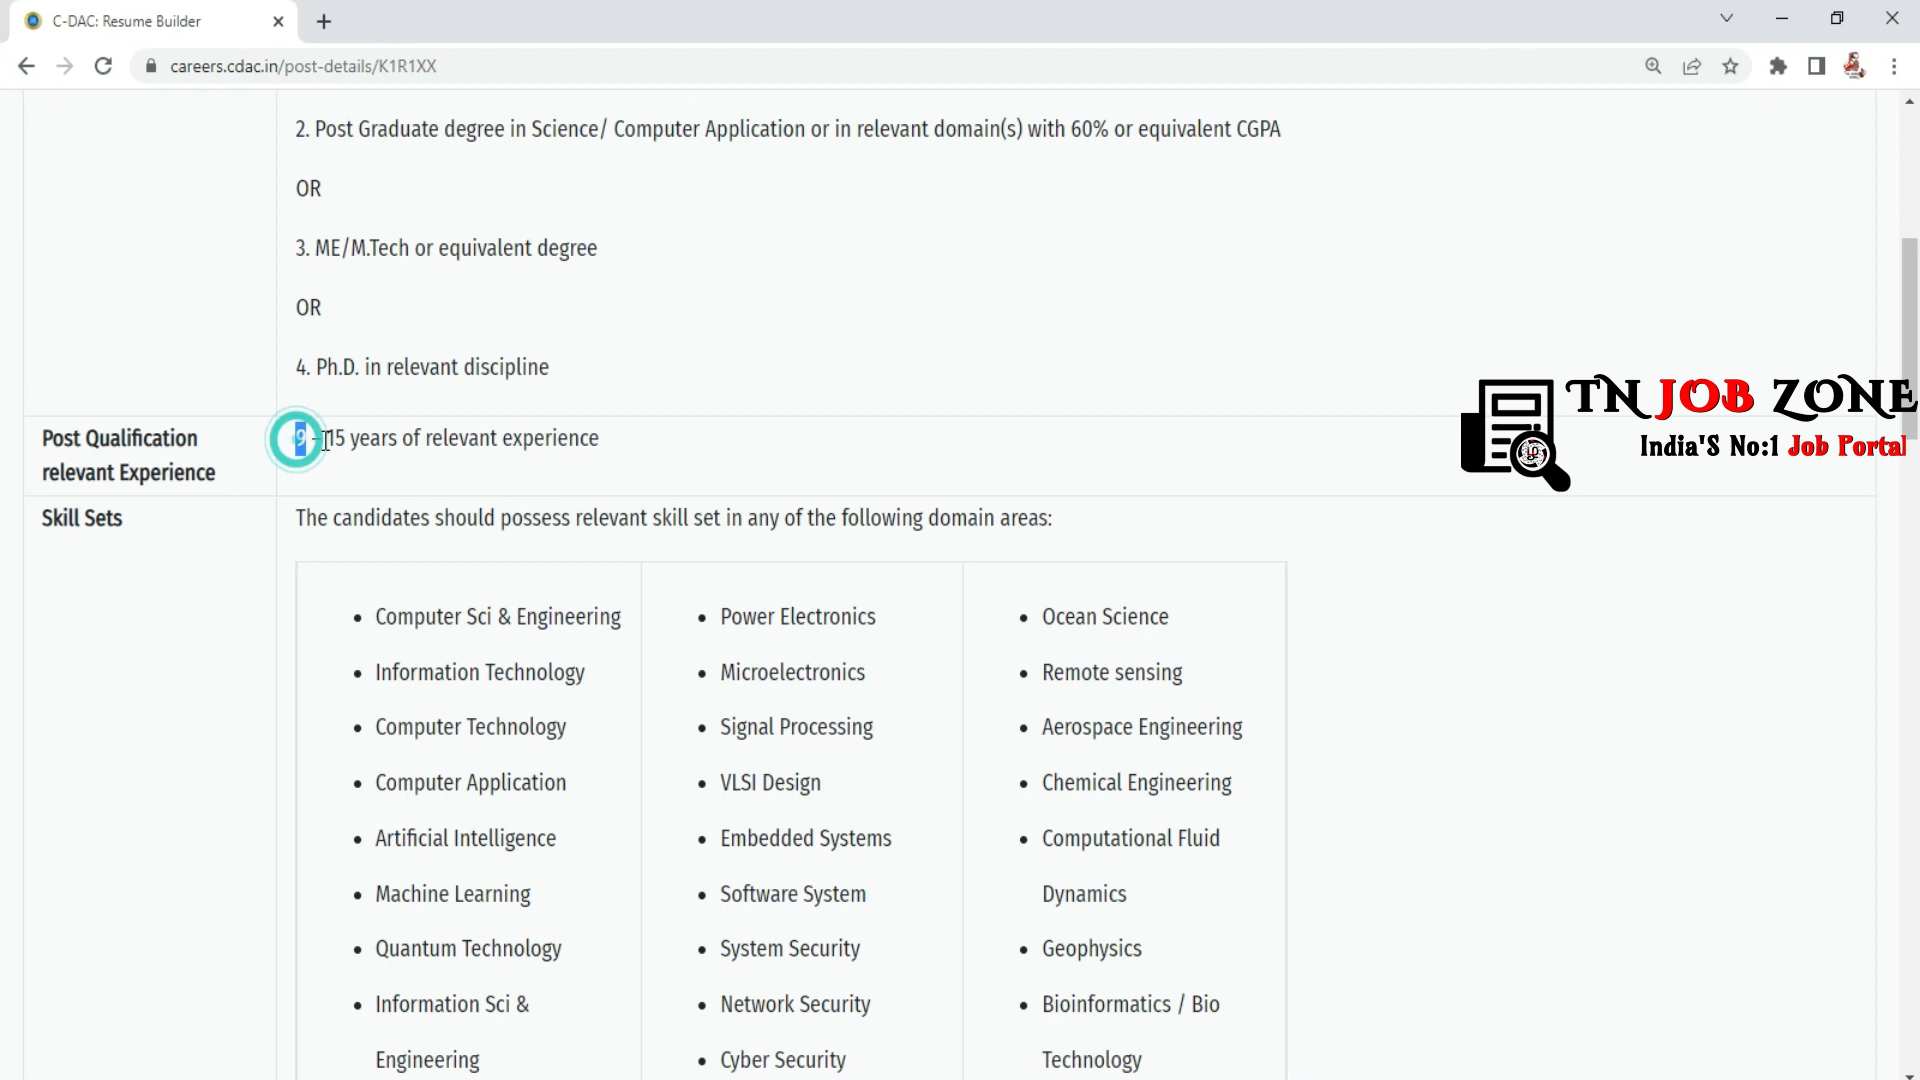 C-DAC: Resume Builder
careers.cdac.in/post-details/K1R1XX
2. Post Graduate degree in Science/ Computer Application or in relevant domain(s) with 60% or equivalent CGPA
OR
3. ME/M.Tech or equivalent degree
OR
4. Ph.D. in relevant discipline
Post Qualification
relevant Experience
9 - 15 years of relevant experience
TN JOB ZONE
India'S No:1 Job Portal
Skill Sets
The candidates should possess relevant skill set in any of the following domain areas:
• Computer Sci & Engineering
• Information Technology
• Computer Technology
• Computer Application
• Artificial Intelligence
• Machine Learning
• Quantum Technology
• Information Sci &
Engineering
• Power Electronics
• Microelectronics
• Signal Processing
• VLSI Design
• Embedded Systems
• Software System
• System Security
• Network Security
• Cyber Security
• Ocean Science
• Remote sensing
• Aerospace Engineering
• Chemical Engineering
• Computational Fluid
Dynamics
• Geophysics
• Bioinformatics / Bio
Technology